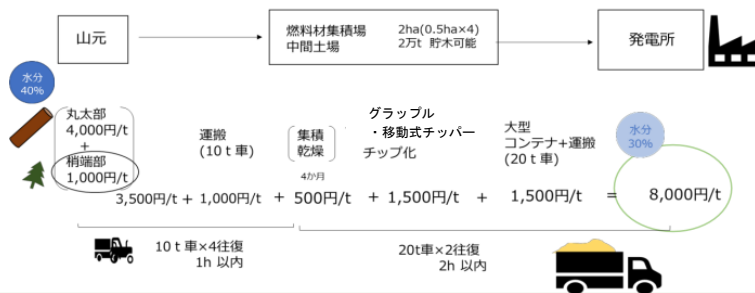 山元
燃料材集積場
中間土場
2ha(0.5ha×4)
2万t 貯木可能
発電所
水分
40%
丸太部
4,000円/t
+
梢端部
1,000円/t
運搬
(10ｔ車)
集積
乾燥
4か月
グラップル
・移動式チッパー
チップ化
大型
コンテナ+運搬
(20ｔ車)
水分
30%
3,500円/t + 1,000円/t + 500円/t + 1,500円/t + 1,500円/t = 8,000円/t
10ｔ車×4往復
1h 以内
20t車×2往復
2h 以内